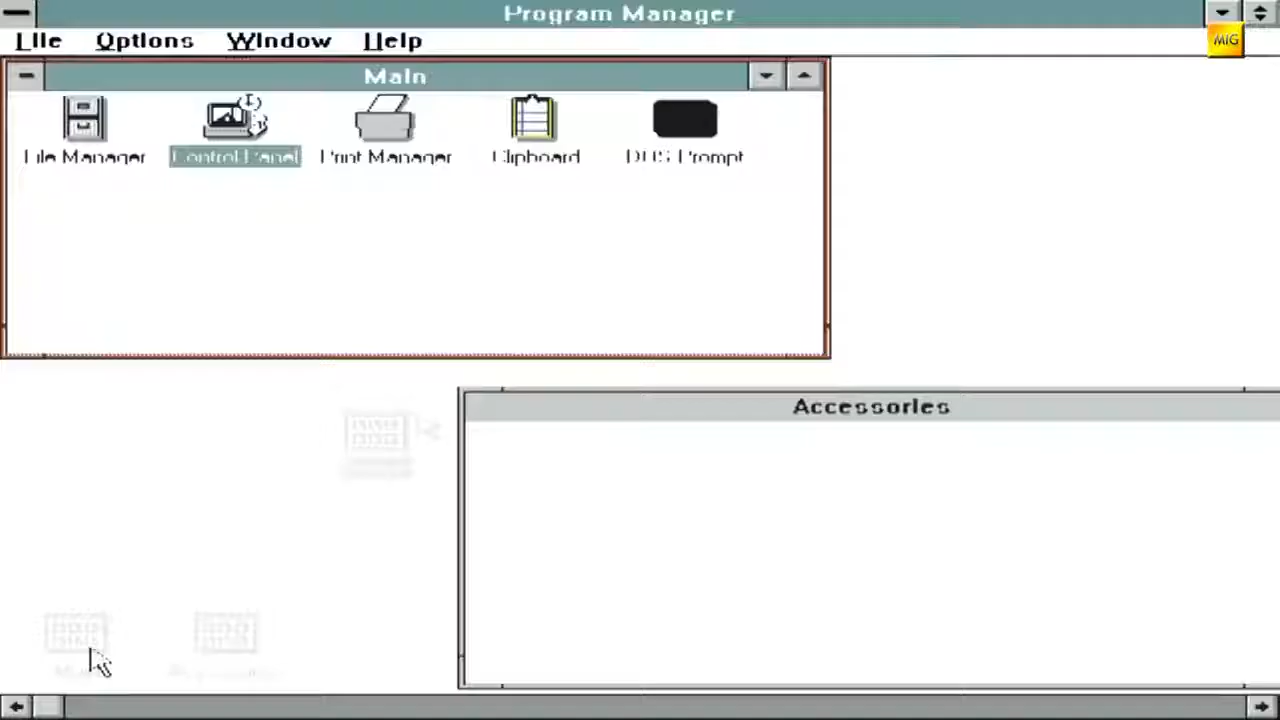 Program Manager
File Options Window Help
MiG
Main
File Manager Control Panel Print Manager Clipboard DOS Prompt
Accessories